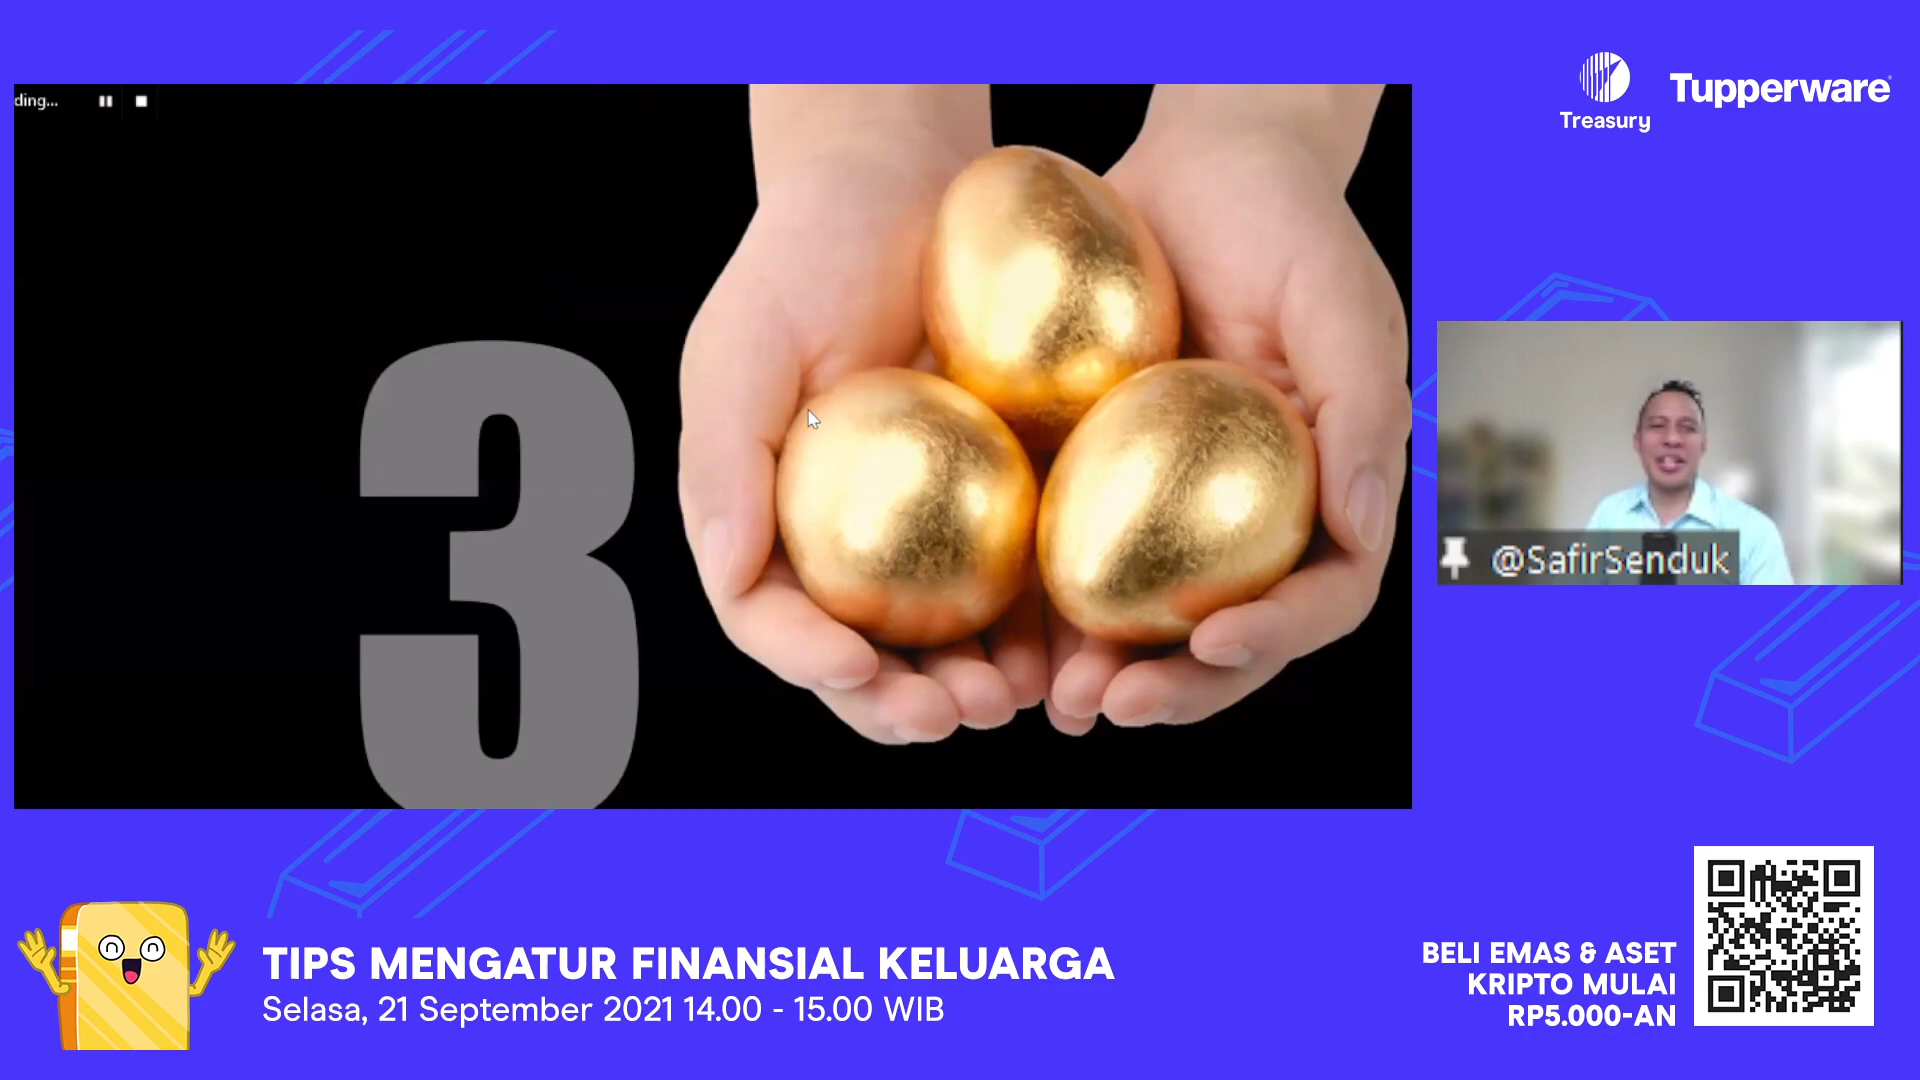 ding...
Treasury
Tupperware
3
@SafirSenduk
TIPS MENGATUR FINANSIAL KELUARGA
Selasa, 21 September 2021 14.00 - 15.00 WIB
BELI EMAS & ASET
KRIPTO MULAI
RP5.000-AN